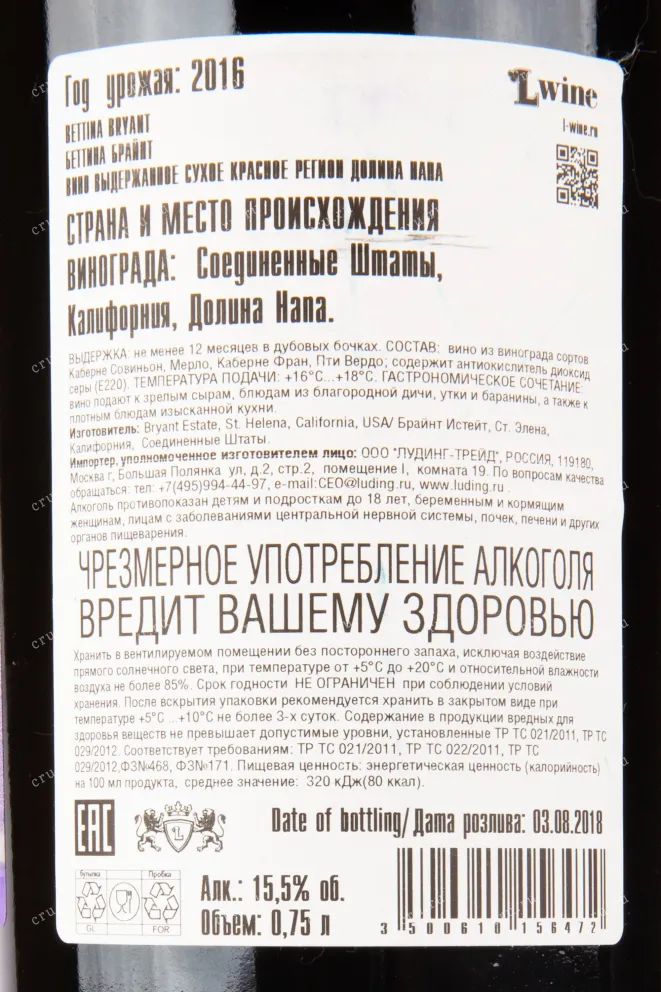 Год урожая: 2016
Lwine
l-wine.ru
BETTINA BRYANT
БЕТТИНА БРАЙНТ
ВИНО ВЫДЕРЖАННОЕ СУХОЕ КРАСНОЕ РЕГИОН ДОЛИНА НАПА
СТРАНА И МЕСТО ПРОИСХОЖДЕНИЯ
ВИНОГРАДА: Соединенные Штаты,
Калифорния, Долина Напа.
ВЫДЕРЖКА: не менее 12 месяцев в дубовых бочках. СОСТАВ: вино из винограда сортов
Каберне Совиньон, Мерло, Каберне Фран, Пти Вердо; содержит антиокислитель диоксид
серы (Е220). ТЕМПЕРАТУРА ПОДАЧИ: +16°С...+18°С. ГАСТРОНОМИЧЕСКОЕ СОЧЕТАНИЕ:
вино подают к зрелым сырам, блюдам из благородной дичи, утки и баранины, а также к
плотным блюдам изысканной кухни.
Изготовитель: Bryant Estate, St. Helena, California, USA/ Брайнт Истейт, Ст. Элена,
Калифорния, Соединенные Штаты.
Импортер, уполномоченное изготовителем лицо: ООО "ЛУДИНГ-ТРЕЙД", РОССИЯ, 119180,
Москва г, Большая Полянка ул, д.2, стр.2, помещение I, комната 19. По вопросам качества
обращаться: тел: +7(495)994-44-97, e-mail:CEO@luding.ru, www.luding.ru .
Алкоголь противопоказан детям и подросткам до 18 лет, беременным и кормящим
женщинам, лицам с заболеваниями центральной нервной системы, почек, печени и других
органов пищеварения.
ЧРЕЗМЕРНОЕ УПОТРЕБЛЕНИЕ АЛКОГОЛЯ
ВРЕДИТ ВАШЕМУ ЗДОРОВЬЮ
Хранить в вентилируемом помещении без постороннего запаха, исключая воздействие
прямого солнечного света, при температуре от +5°С до +20°С и относительной влажности
воздуха не более 85%. Срок годности НЕ ОГРАНИЧЕН при соблюдении условий
хранения. После вскрытия упаковки рекомендуется хранить в закрытом виде при
температуре +5°С ...+10°С не более 3-х суток. Содержание в продукции вредных для
здоровья веществ не превышает допустимые уровни, установленные ТР ТС 021/2011, ТР ТС
029/2012. Соответствует требованиям: ТР ТС 021/2011, ТР ТС 022/2011, ТР ТС
029/2012,ФЗ№468, ФЗ№171. Пищевая ценность: энергетическая ценность (калорийность)
на 100 мл продукта, среднее значение: 320 кДж(80 ккал).
EAC
L
Date of bottling/ Дата розлива: 03.08.2018
бутылка
Пробка
GL
FOR
Алк.: 15,5% об.
Объем: 0,75 л
3 500610 156472